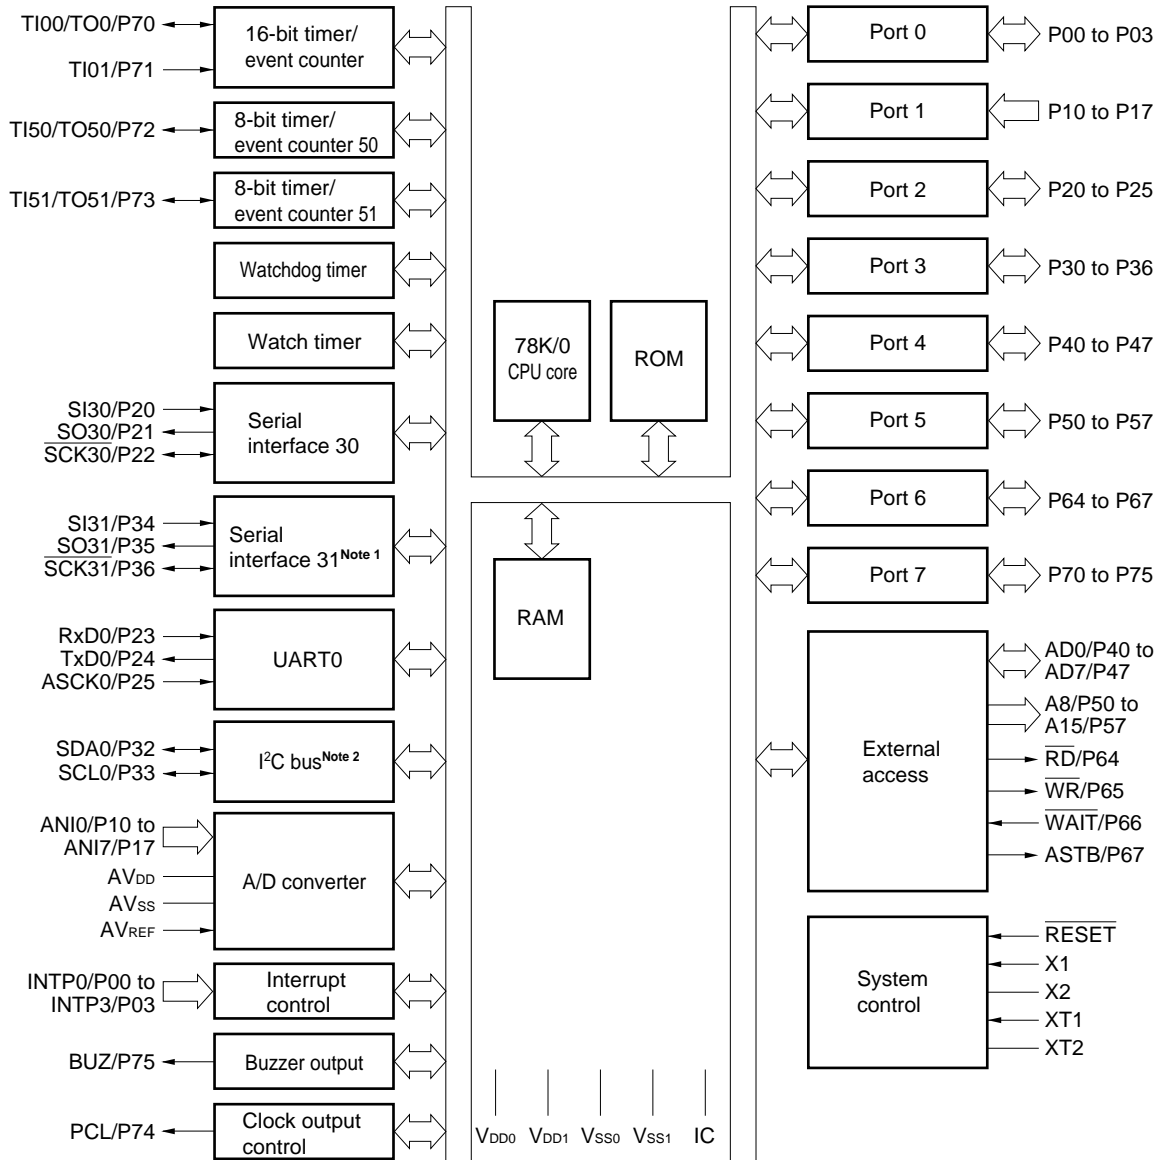 TI00/TO0/P70
TI01/P71
16-bit timer/
event counter
TI50/TO50/P72
8-bit timer/
event counter 50
TI51/TO51/P73
8-bit timer/
event counter 51
Watchdog timer
Watch timer
SI30/P20
SO30/P21
SCK30/P22
Serial
interface 30
SI31/P34
SO31/P35
SCK31/P36
Serial
interface 31 Note 1
RxD0/P23
TxD0/P24
ASCK0/P25
UART0
SDA0/P32
SCL0/P33
I²C bus Note 2
ANI0/P10 to
ANI7/P17
AVDD
AVSS
AVREF
A/D converter
INTP0/P00 to
INTP3/P03
Interrupt
control
BUZ/P75
Buzzer output
PCL/P74
Clock output
control
78K/0
CPU core
ROM
RAM
VDD0
VDD1
VSS0
VSS1
IC
Port 0
P00 to P03
Port 1
P10 to P17
Port 2
P20 to P25
Port 3
P30 to P36
Port 4
P40 to P47
Port 5
P50 to P57
Port 6
P64 to P67
Port 7
P70 to P75
External
access
AD0/P40 to
AD7/P47
A8/P50 to
A15/P57
RD/P64
WR/P65
WAIT/P66
ASTB/P67
System
control
RESET
X1
X2
XT1
XT2